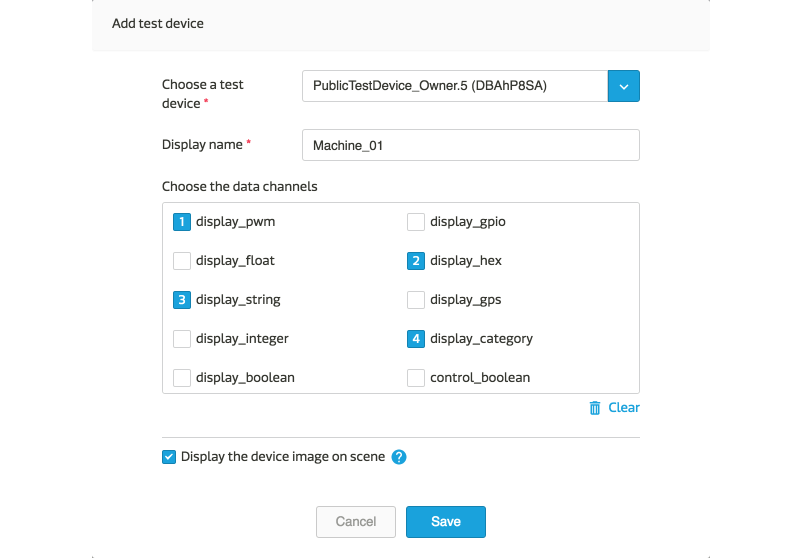 Add test device
Choose a test
device *
PublicTestDevice_Owner.5 (DBAhP8SA)
Display name *
Machine_01
Choose the data channels
1 display_pwm
display_gpio
display_float
2 display_hex
3 display_string
display_gps
display_integer
4 display_category
display_boolean
control_boolean
Clear
Display the device image on scene ?
Cancel
Save